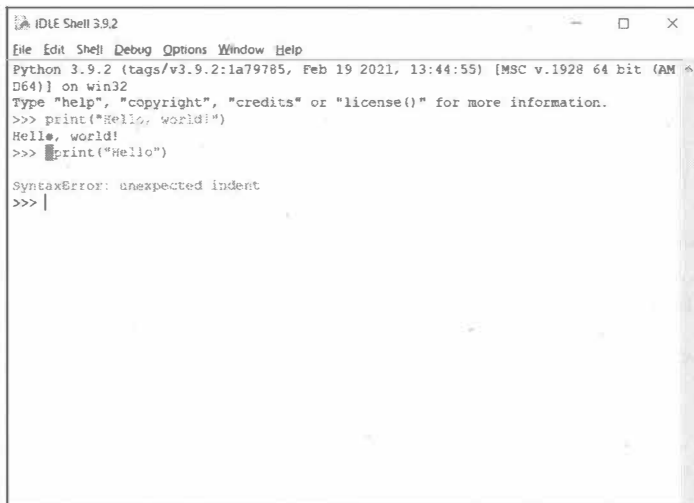 IDLE Shell 3.9.2
File Edit Shell Debug Options Window Help
Python 3.9.2 (tags/v3.9.2:1a79785, Feb 19 2021, 13:44:55) [MSC v.1928 64 bit (AM
D64)] on win32
Type "help", "copyright", "credits" or "license()" for more information.
>>> print("Hello, world!")
Hello, world!
>>> print("Hello")
SyntaxError: unexpected indent
>>>